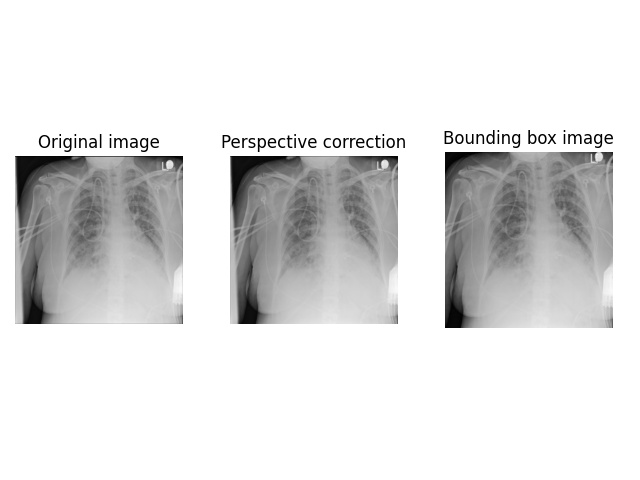 Original image
Perspective correction
Bounding box image
L
L
L